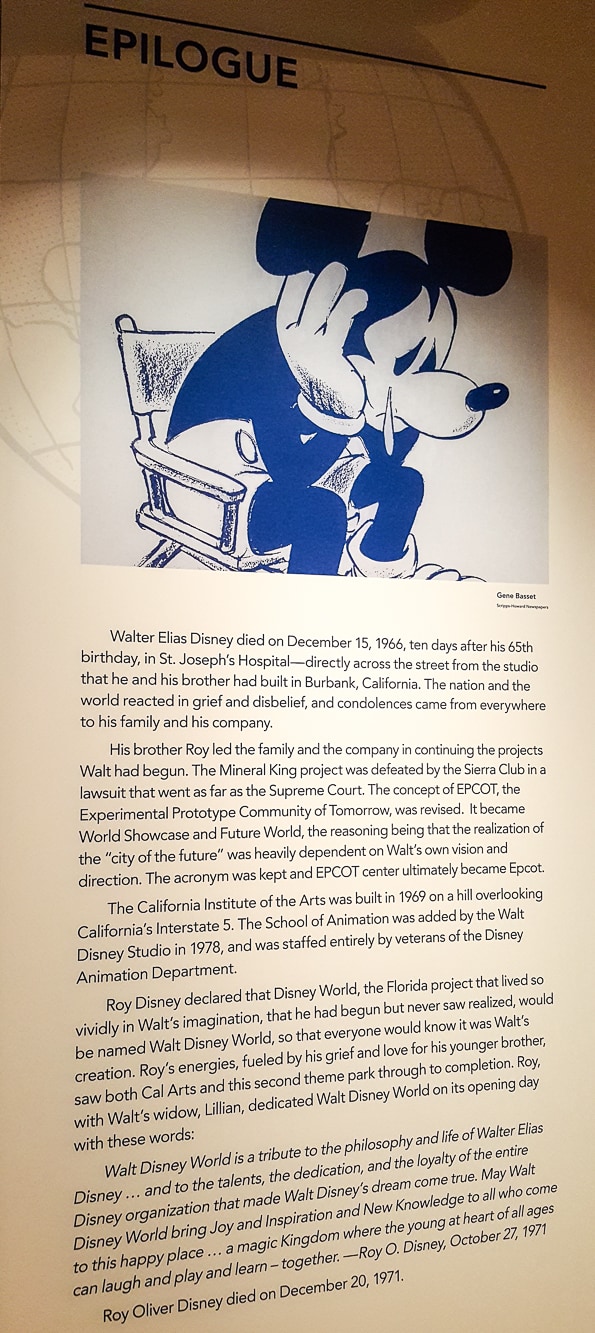 EPILOGUE
Gene Basset
Scripps-Howard Newspapers
Walter Elias Disney died on December 15, 1966, ten days after his 65th
birthday, in St. Joseph's Hospital—directly across the street from the studio
that he and his brother had built in Burbank, California. The nation and the
world reacted in grief and disbelief, and condolences came from everywhere
to his family and his company.
His brother Roy led the family and the company in continuing the projects
Walt had begun. The Mineral King project was defeated by the Sierra Club in a
lawsuit that went as far as the Supreme Court. The concept of EPCOT, the
Experimental Prototype Community of Tomorrow, was revised. It became
World Showcase and Future World, the reasoning being that the realization of
the "city of the future" was heavily dependent on Walt's own vision and
direction. The acronym was kept and EPCOT center ultimately became Epcot.
The California Institute of the Arts was built in 1969 on a hill overlooking
California's Interstate 5. The School of Animation was added by the Walt
Disney Studio in 1978, and was staffed entirely by veterans of the Disney
Animation Department.
Roy Disney declared that Disney World, the Florida project that lived so
vividly in Walt's imagination, that he had begun but never saw realized, would
be named Walt Disney World, so that everyone would know it was Walt's
creation. Roy's energies, fueled by his grief and love for his younger brother,
saw both Cal Arts and this second theme park through to completion. Roy,
with Walt's widow, Lillian, dedicated Walt Disney World on its opening day
with these words:
Walt Disney World is a tribute to the philosophy and life of Walter Elias
Disney ... and to the talents, the dedication, and the loyalty of the entire
Disney organization that made Walt Disney's dream come true. May Walt
Disney World bring Joy and Inspiration and New Knowledge to all who come
to this happy place ... a magic Kingdom where the young at heart of all ages
can laugh and play and learn – together. —Roy O. Disney, October 27, 1971
Roy Oliver Disney died on December 20, 1971.